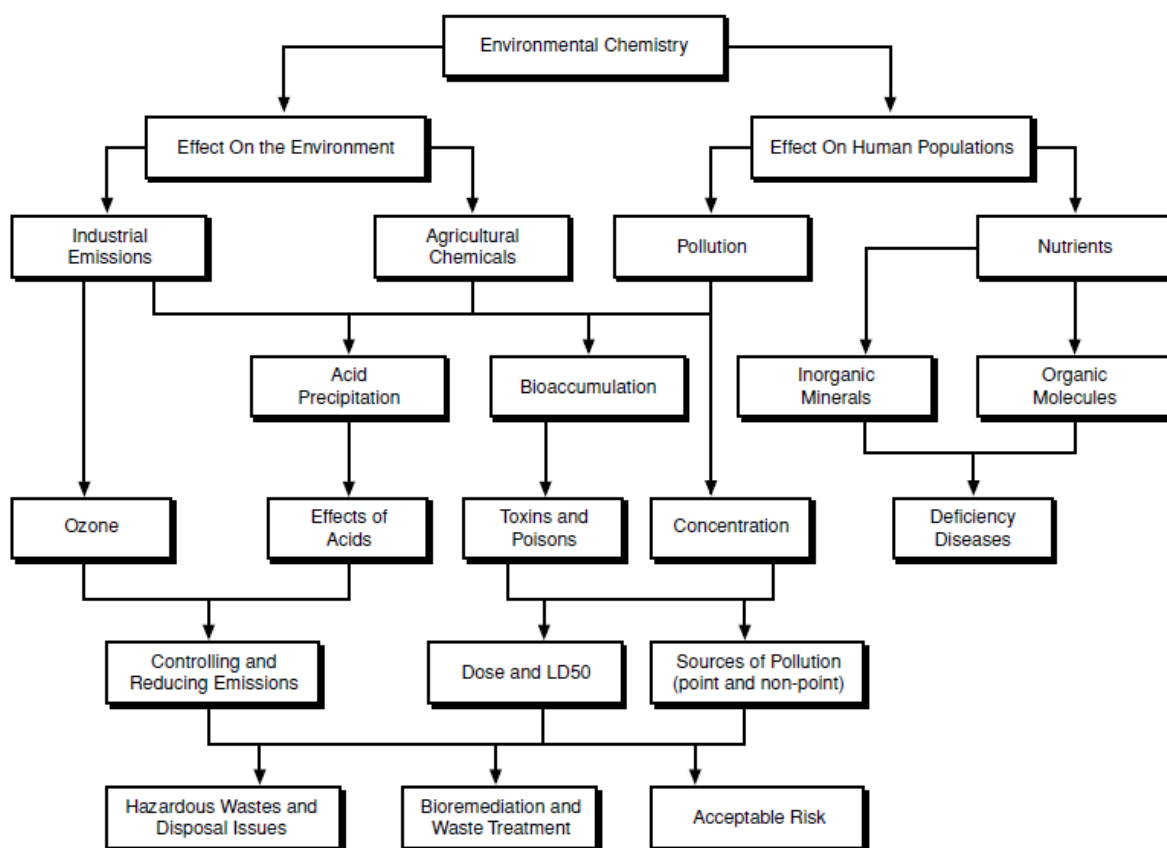 Environmental Chemistry
Effect On the Environment
Effect On Human Populations
Industrial
Emissions
Agricultural
Chemicals
Pollution
Nutrients
Acid
Precipitation
Bioaccumulation
Inorganic
Minerals
Organic
Molecules
Ozone
Effects of
Acids
Toxins and
Poisons
Concentration
Deficiency
Diseases
Controlling and
Reducing Emissions
Dose and LD50
Sources of Pollution
(point and non-point)
Hazardous Wastes and
Disposal Issues
Bioremediation and
Waste Treatment
Acceptable Risk